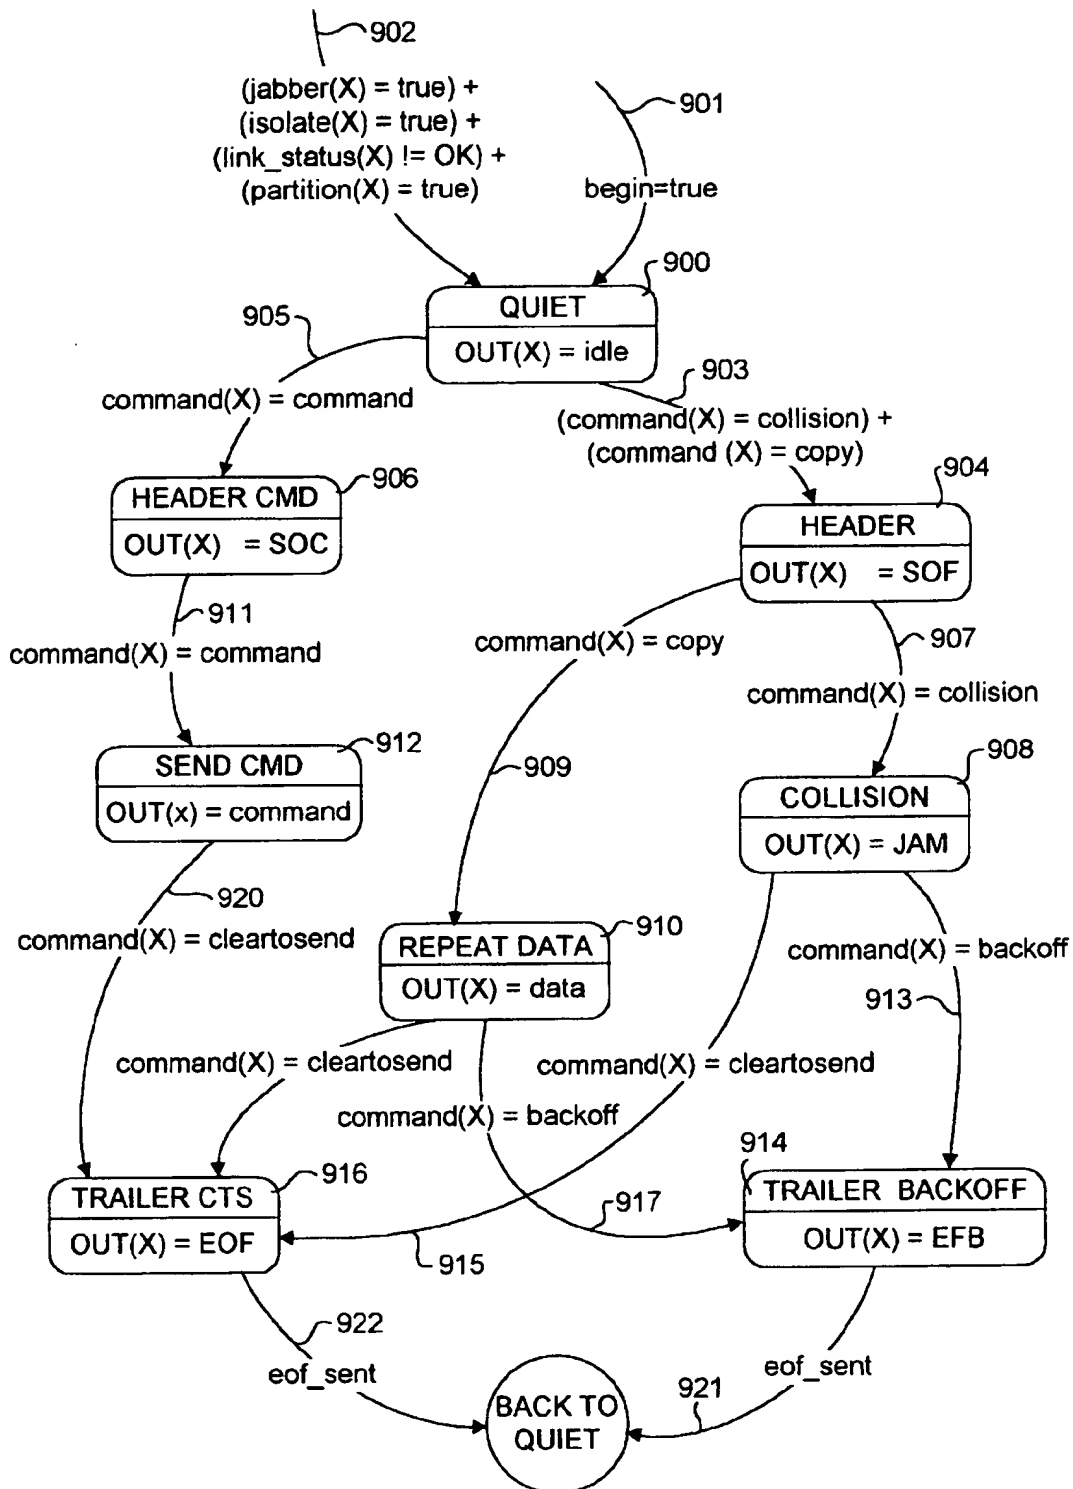 902
(jabber(X) = true) +
(isolate(X) = true) +
(link_status(X) != OK) +
(partition(X) = true)
901
begin=true
900
QUIET
OUT(X) = idle
905
command(X) = command
903
(command(X) = collision) +
(command (X) = copy)
906
HEADER CMD
OUT(X) = SOC
904
HEADER
OUT(X) = SOF
911
command(X) = command
command(X) = copy
907
command(X) = collision
912
SEND CMD
OUT(x) = command
909
908
COLLISION
OUT(X) = JAM
920
command(X) = cleartosend
910
REPEAT DATA
OUT(X) = data
command(X) = backoff
913
command(X) = cleartosend
command(X) = cleartosend
command(X) = backoff
916
TRAILER CTS
OUT(X) = EOF
914
TRAILER BACKOFF
OUT(X) = EFB
917
915
922
eof_sent
eof_sent
921
BACK TO
QUIET